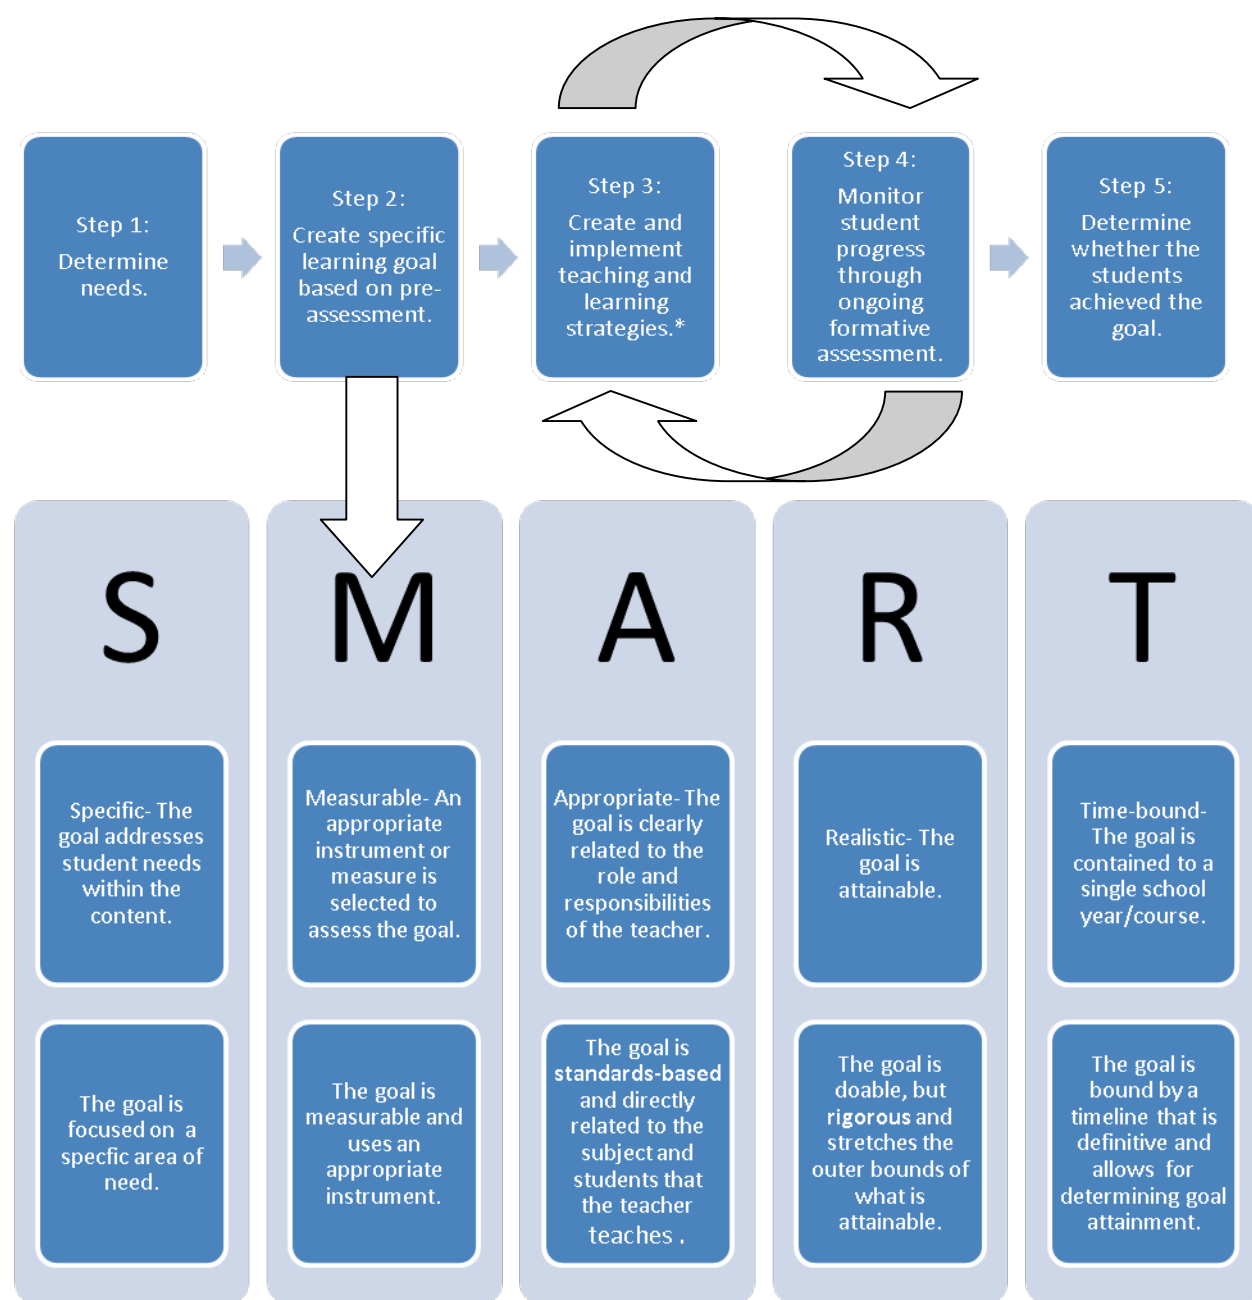 Step 1:
Determine
needs.
Step 2:
Create specific
learning goal
based on pre-
assessment.
Step 3:
Create and
implement
teaching and
learning
strategies.*
Step 4:
Monitor
student
progress
through
ongoing
formative
assessment.
Step 5:
Determine
whether the
students
achieved the
goal.
S
M
A
R
T
Specific- The
goal addresses
student needs
within the
content.
Measurable- An
appropriate
instrument or
measure is
selected to
assess the goal.
Appropriate- The
goal is clearly
related to the
role and
responsibilities
of the teacher.
Realistic- The
goal is
attainable.
Time-bound-
The goal is
contained to a
single school
year/course.
The goal is
focused on a
specfic area of
need.
The goal is
measurable and
uses an
appropriate
instrument.
The goal is
standards-based
and directly
related to the
subject and
students that
the teacher
teaches .
The goal is
doable, but
rigorous and
stretches the
outer bounds of
what is
attainable.
The goal is
bound by a
timeline that is
definitive and
allows for
determining goal
attainment.